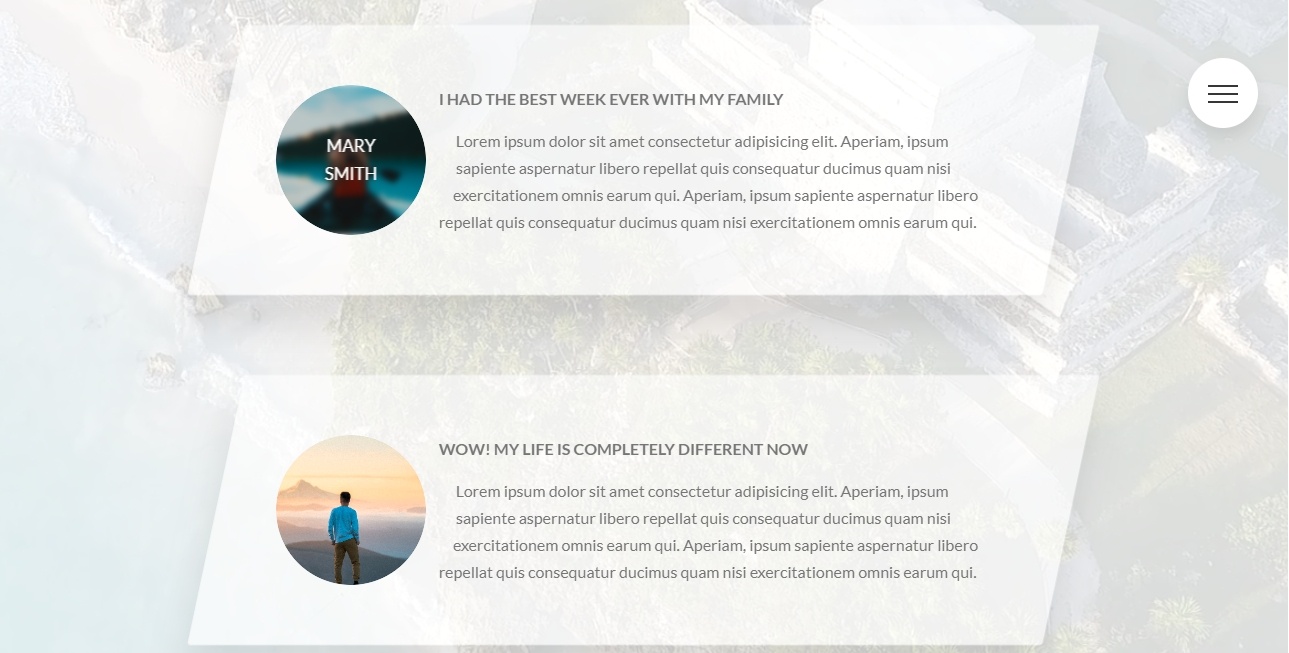 I HAD THE BEST WEEK EVER WITH MY FAMILY
MARY
SMITH
Lorem ipsum dolor sit amet consectetur adipisicing elit. Aperiam, ipsum
sapiente aspernatur libero repellat quis consequatur ducimus quam nisi
exercitationem omnis earum qui. Aperiam, ipsum sapiente aspernatur libero
repellat quis consequatur ducimus quam nisi exercitationem omnis earum qui.
WOW! MY LIFE IS COMPLETELY DIFFERENT NOW
Lorem ipsum dolor sit amet consectetur adipisicing elit. Aperiam, ipsum
sapiente aspernatur libero repellat quis consequatur ducimus quam nisi
exercitationem omnis earum qui. Aperiam, ipsum sapiente aspernatur libero
repellat quis consequatur ducimus quam nisi exercitationem omnis earum qui.